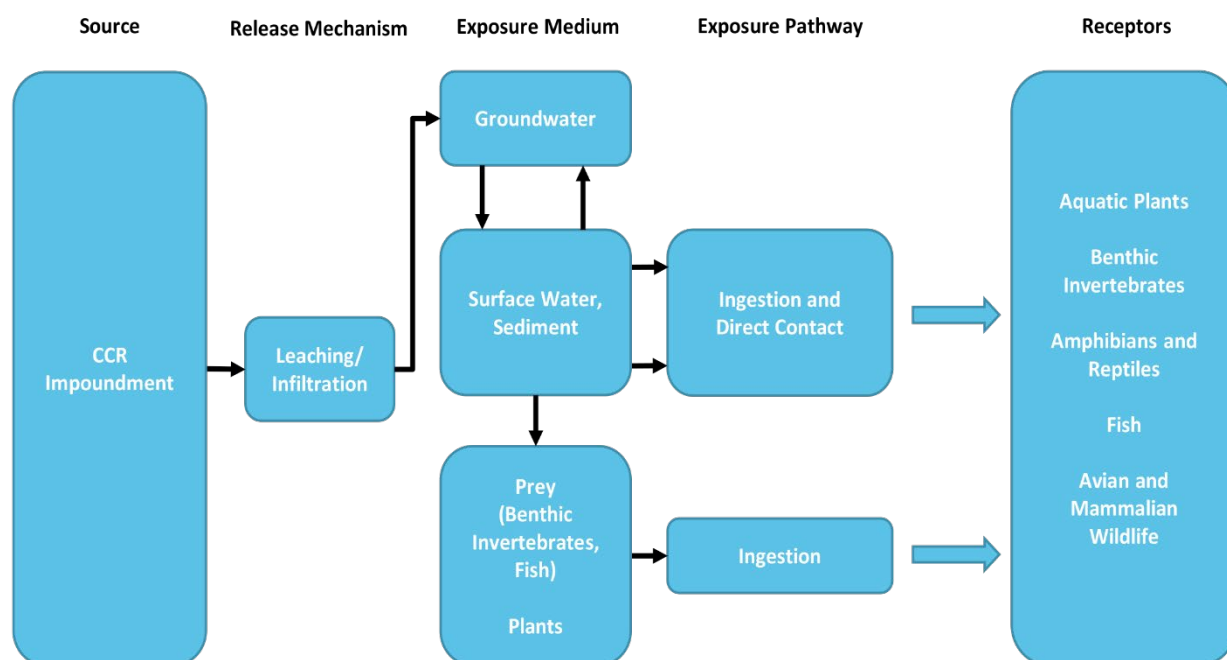 Source
Release Mechanism
Exposure Medium
Exposure Pathway
Receptors
CCR
Impoundment
Leaching/
Infiltration
Groundwater
Surface Water,
Sediment
Prey
(Benthic
Invertebrates,
Fish)
Plants
Ingestion and
Direct Contact
Ingestion
Aquatic Plants
Benthic
Invertebrates
Amphibians and
Reptiles
Fish
Avian and
Mammalian
Wildlife